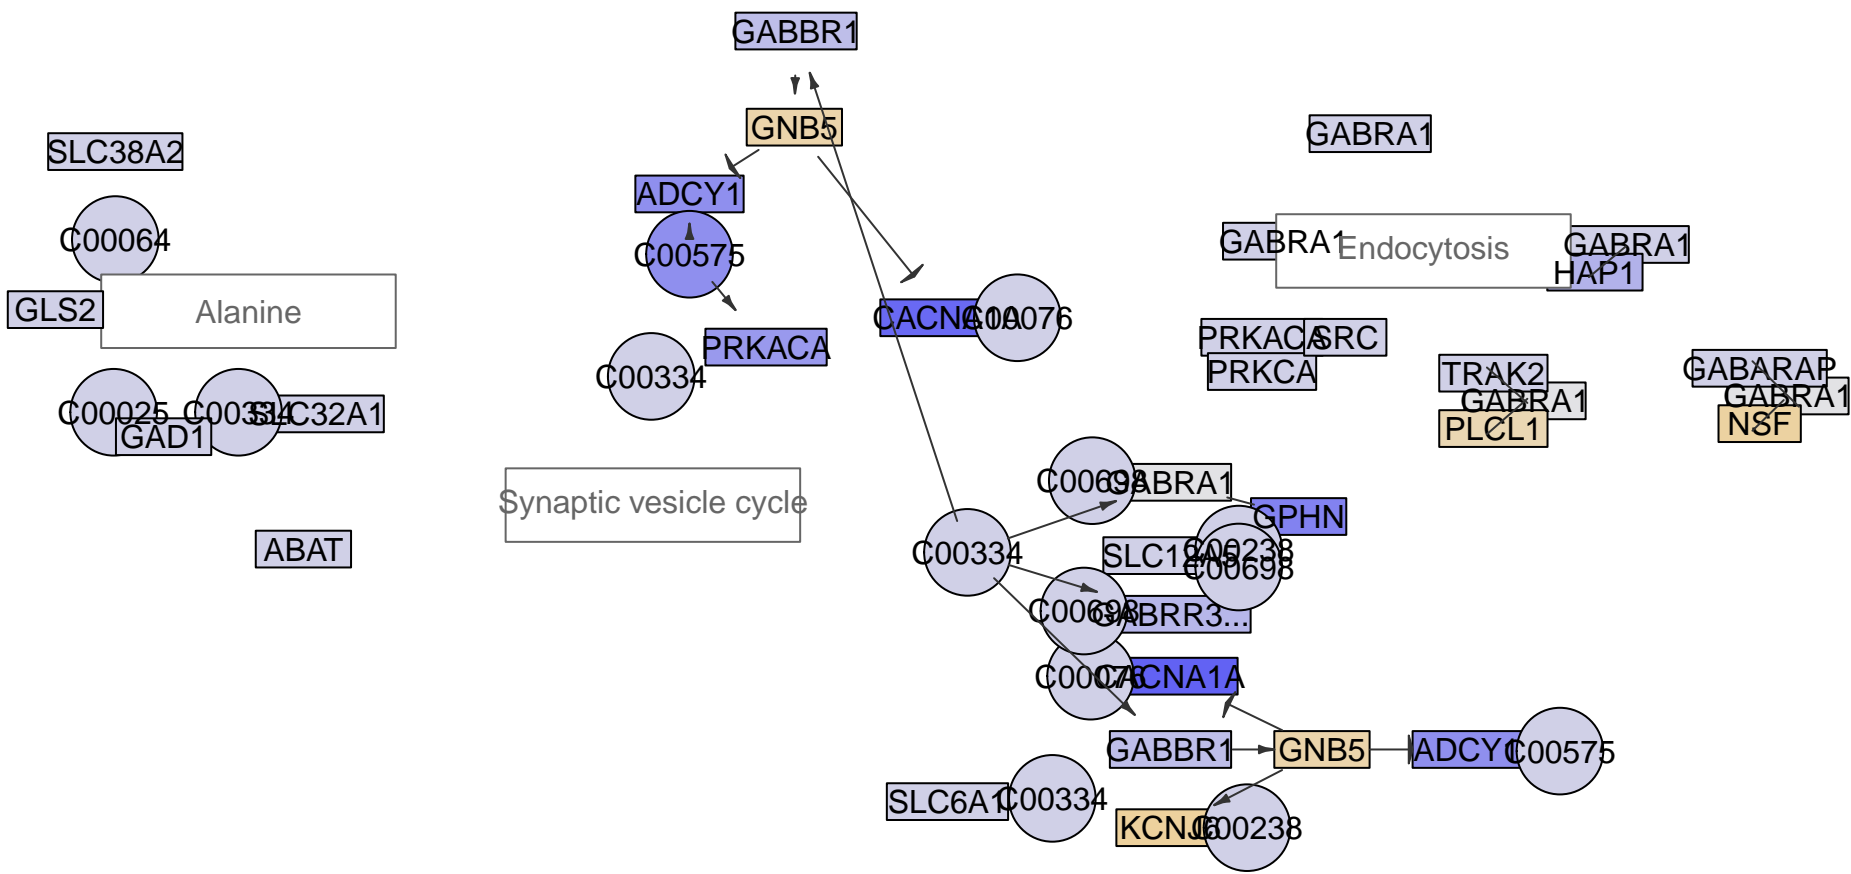 GABBR1
GNB5
GABRA1
SLC38A2
ADCY1
C00064
C00575
GABRA1
Endocytosis
GABRA1
HAP1
GLS2
Alanine
CACNA1A
C00076
PRKACA
C00334
PRKACA
SRC
PRKCA
TRAK2
GABRA1
PLCL1
GABARAP
GABRA1
NSF
C00025
C00334
SLC32A1
GAD1
Synaptic vesicle cycle
C00698
GABRA1
GPHN
ABAT
C00334
SLC12A5
C00238
C00698
C00698
GABRR3...
C00076
CACNA1A
GABBR1
GNB5
ADCY1
C00575
SLC6A1
C00334
KCNJ6
C00238